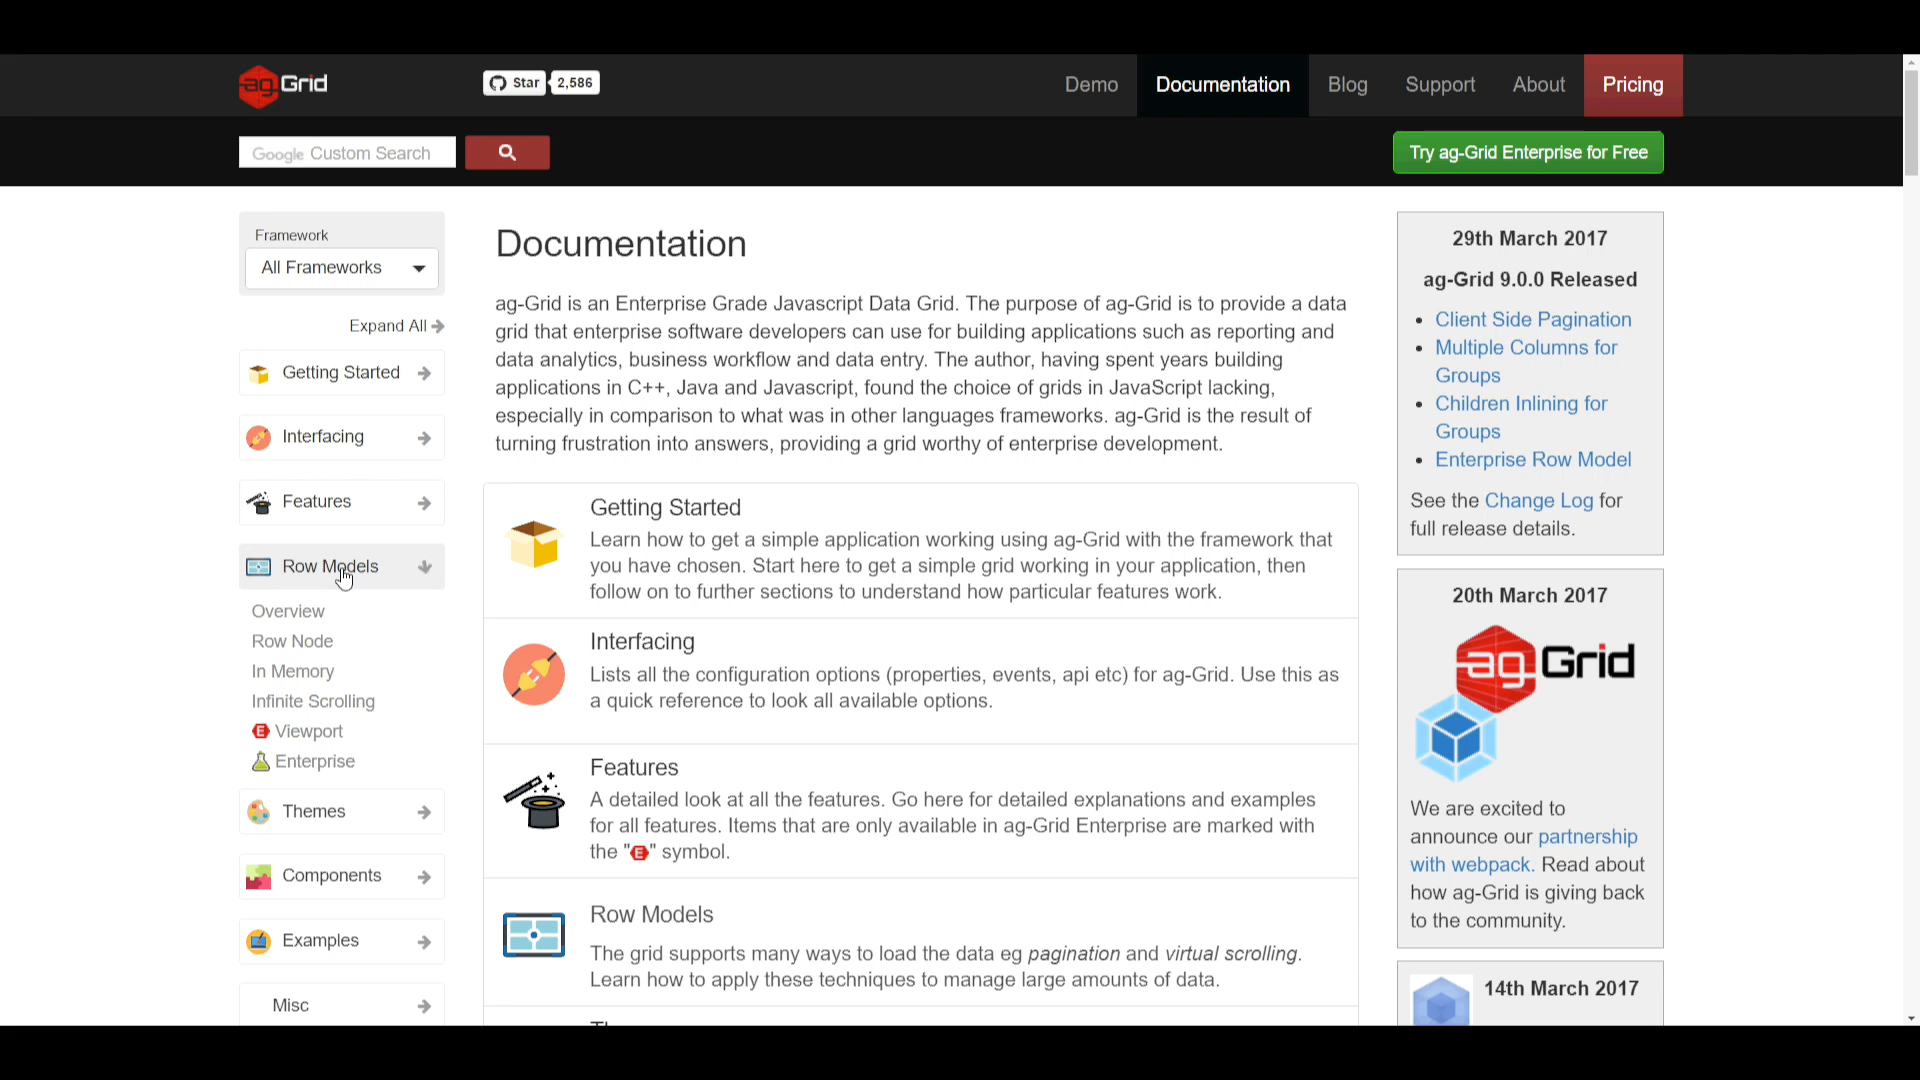 ag-Grid
Star 2,586
Demo
Documentation
Blog
Support
About
Pricing
Google Custom Search
Try ag-Grid Enterprise for Free
Framework
All Frameworks
Expand All
Getting Started
Interfacing
Features
Row Models
Overview
Row Node
In Memory
Infinite Scrolling
E Viewport
Enterprise
Themes
Components
Examples
Misc
Documentation
ag-Grid is an Enterprise Grade Javascript Data Grid. The purpose of ag-Grid is to provide a data
grid that enterprise software developers can use for building applications such as reporting and
data analytics, business workflow and data entry. The author, having spent years building
applications in C++, Java and Javascript, found the choice of grids in JavaScript lacking,
especially in comparison to what was in other languages frameworks. ag-Grid is the result of
turning frustration into answers, providing a grid worthy of enterprise development.
Getting Started
Learn how to get a simple application working using ag-Grid with the framework that
you have chosen. Start here to get a simple grid working in your application, then
follow on to further sections to understand how particular features work.
Interfacing
Lists all the configuration options (properties, events, api etc) for ag-Grid. Use this as
a quick reference to look all available options.
Features
A detailed look at all the features. Go here for detailed explanations and examples
for all features. Items that are only available in ag-Grid Enterprise are marked with
the "E" symbol.
Row Models
The grid supports many ways to load the data eg pagination and virtual scrolling.
Learn how to apply these techniques to manage large amounts of data.
29th March 2017
ag-Grid 9.0.0 Released
• Client Side Pagination
• Multiple Columns for
Groups
• Children Inlining for
Groups
• Enterprise Row Model
See the Change Log for
full release details.
20th March 2017
ag-Grid
We are excited to
announce our partnership
with webpack. Read about
how ag-Grid is giving back
to the community.
14th March 2017